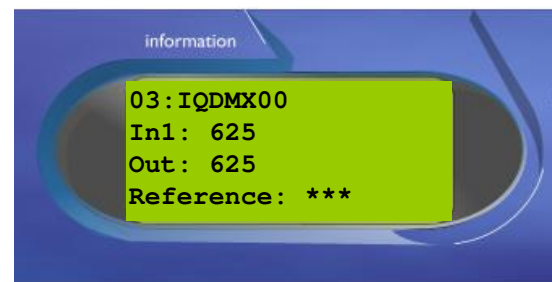 information
03:IQDMX00
In1: 625
Out: 625
Reference: ***